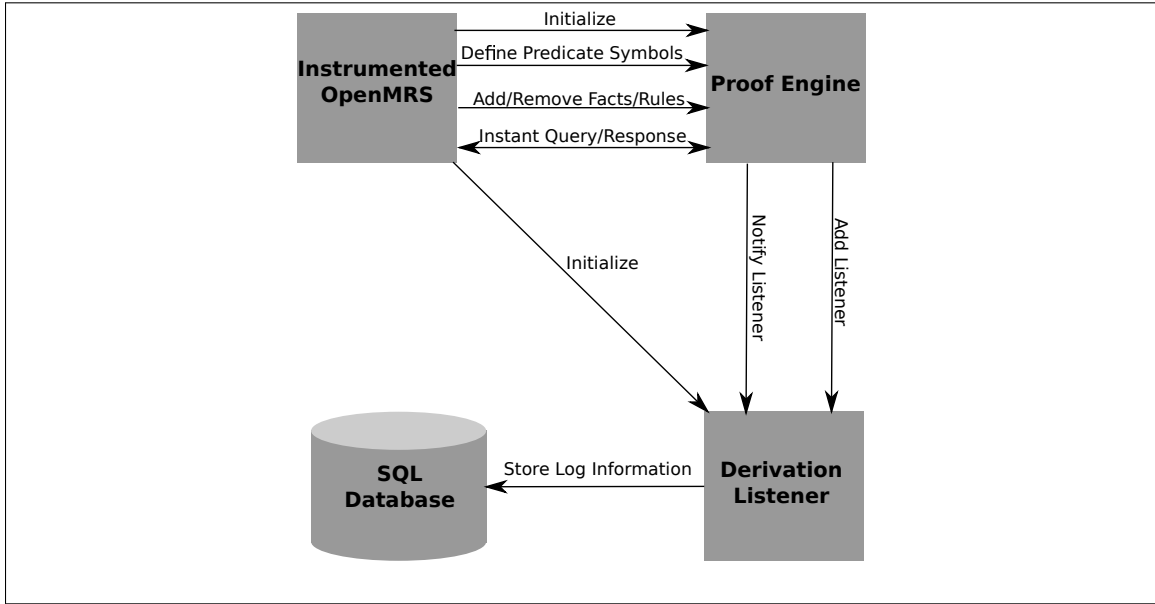 Initialize
Define Predicate Symbols
Instrumented
OpenMRS
Proof Engine
Add/Remove Facts/Rules
Instant Query/Response
Notify Listener
Add Listener
Initialize
Store Log Information
SQL
Database
Derivation
Listener